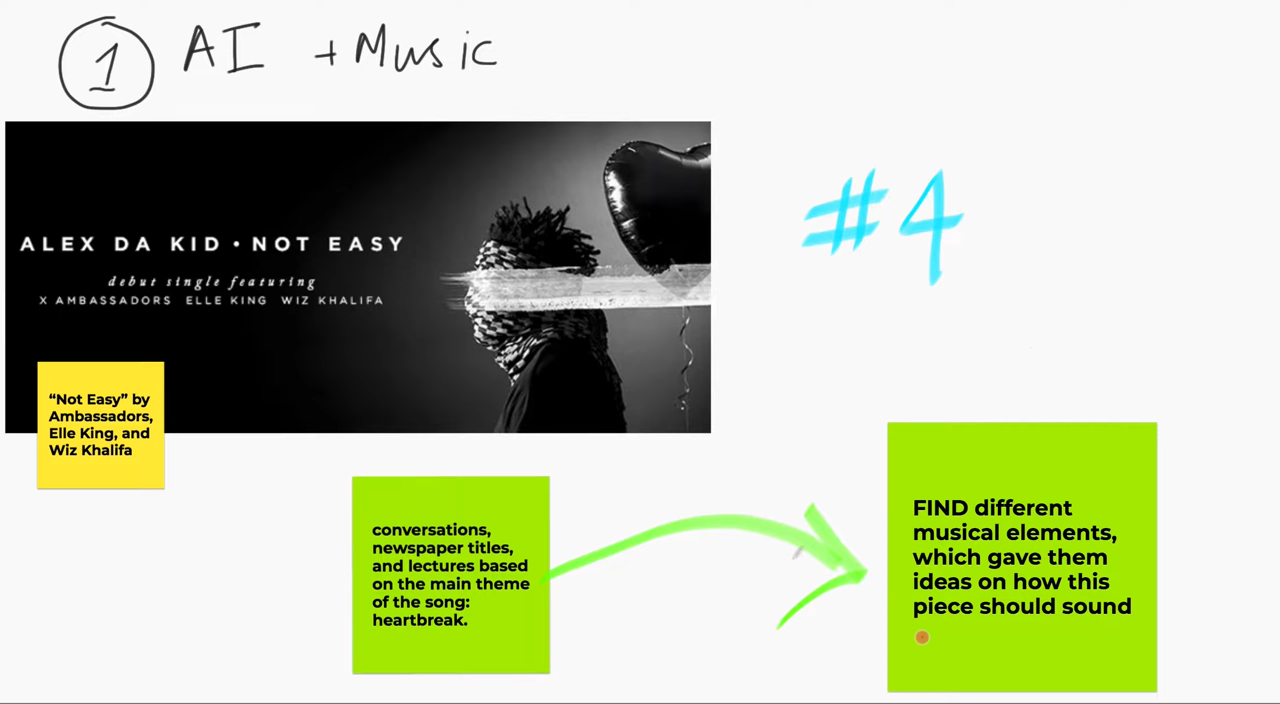 1 AI + Music
ALEX DA KID • NOT EASY
debut single featuring
X AMBASSADORS ELLE KING WIZ KHALIFA
#4
“Not Easy” by
Ambassadors,
Elle King, and
Wiz Khalifa
conversations,
newspaper titles,
and lectures based
on the main theme
of the song:
heartbreak.
FIND different
musical elements,
which gave them
ideas on how this
piece should sound